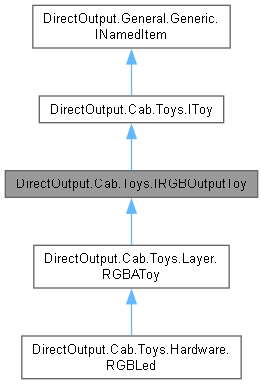 DirectOutput.General.Generic.
INamedItem
DirectOutput.Cab.Toys.IToy
DirectOutput.Cab.Toys.IRGBOutputToy
DirectOutput.Cab.Toys.Layer.
RGBAToy
DirectOutput.Cab.Toys.Hardware.
RGBLed